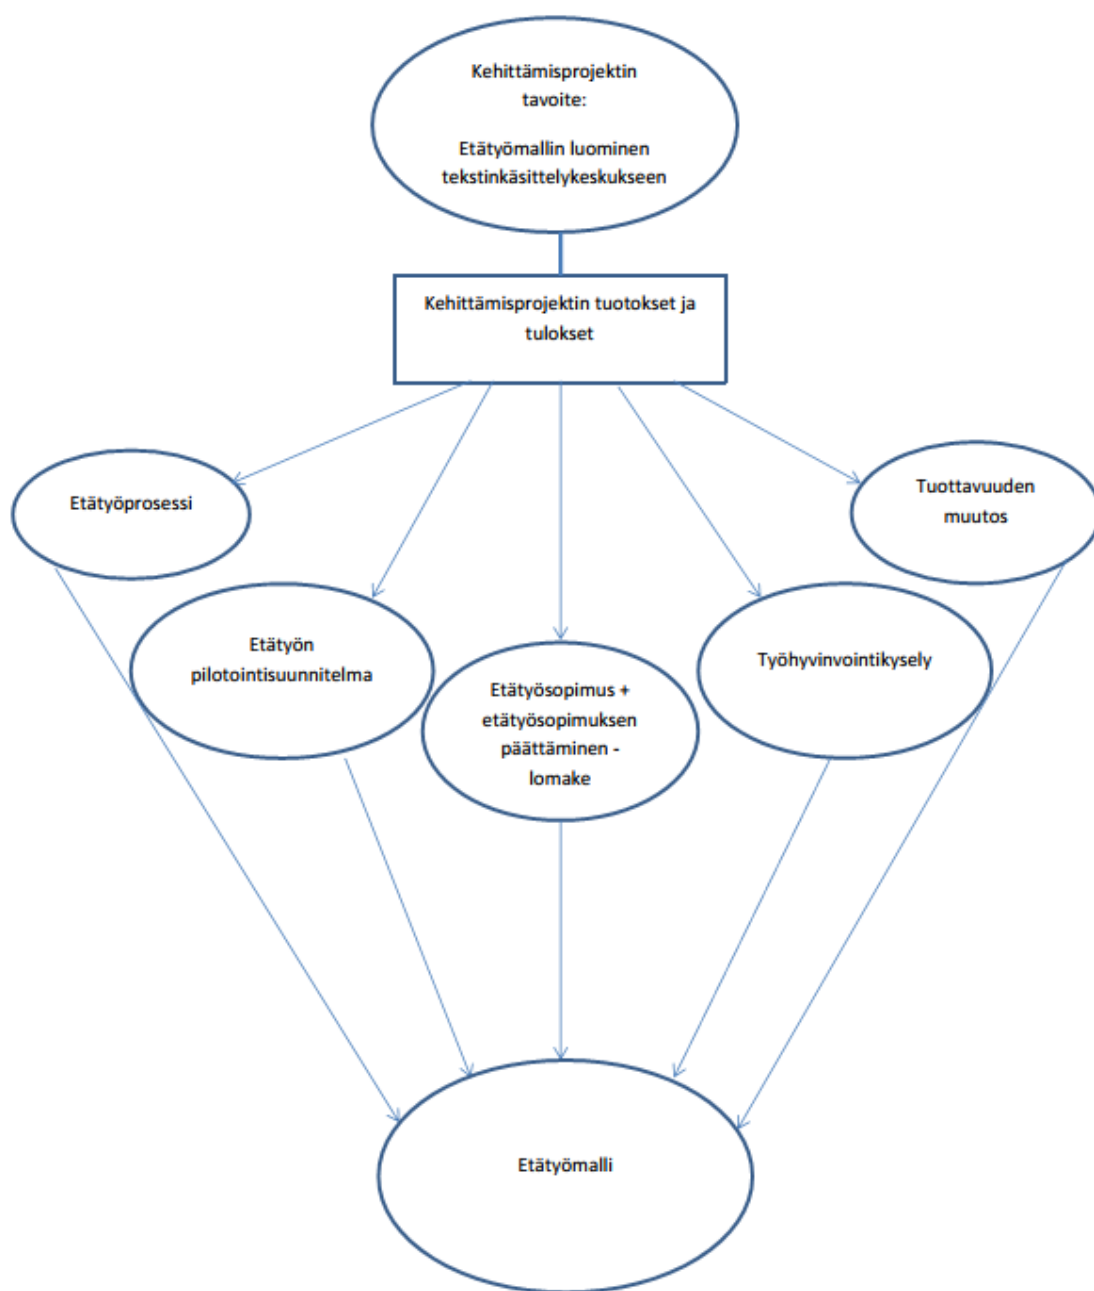 Kehittämisprojektin
tavoite:
Etätyömallin luominen
tekstinkäsittelykeskukseen
Kehittämisprojektin tuotokset ja
tulokset
Etätyöprosessi
Tuottavuuden
muutos
Etätyön
pilotointisuunnitelma
Työhyvinvointikysely
Etätyösopimus +
etätyösopimuksen
päättäminen -
lomake
Etätyömalli